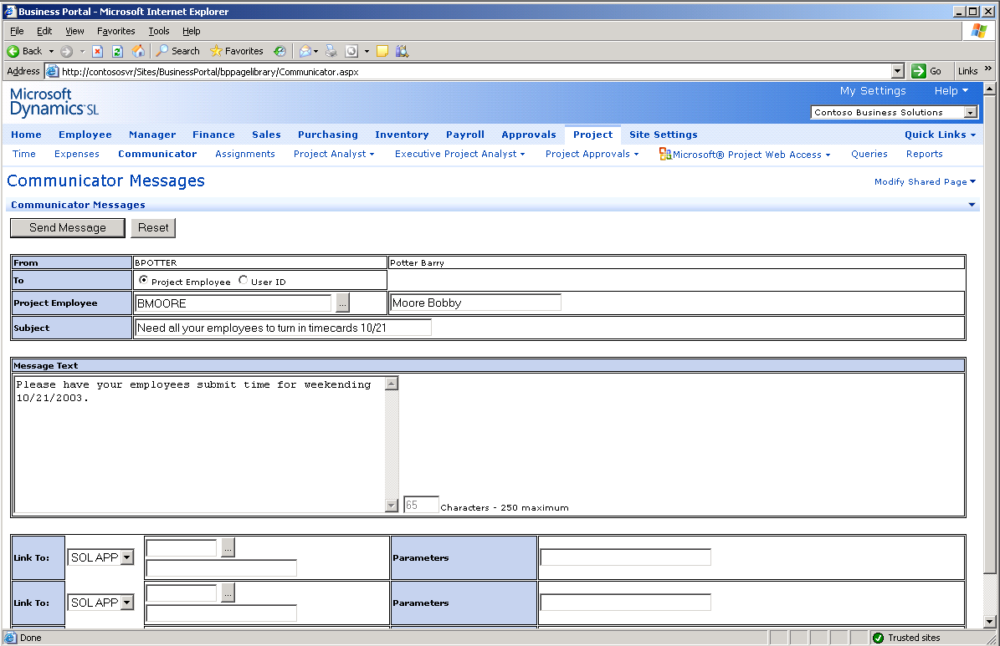 Business Portal - Microsoft Internet Explorer
File Edit View Favorites Tools Help
Back Search Favorites
Address http://contososvr/Sites/BusinessPortal/bppagelibrary/Communicator.aspx Go Links »
Microsoft
Dynamics SL
My Settings Help
Contoso Business Solutions
Home Employee Manager Finance Sales Purchasing Inventory Payroll Approvals Project Site Settings Quick Links
Time Expenses Communicator Assignments Project Analyst Executive Project Analyst Project Approvals Microsoft® Project Web Access Queries Reports
Communicator Messages Modify Shared Page
Communicator Messages
Send Message Reset
From BPOTTER Potter Barry
To Project Employee User ID
Project Employee BMOORE ... Moore Bobby
Subject Need all your employees to turn in timecards 10/21
Message Text
Please have your employees submit time for weekending
10/21/2003.
65 Characters - 250 maximum
Link To: SOL APP ... Parameters
Link To: SOL APP ... Parameters
Done Trusted sites